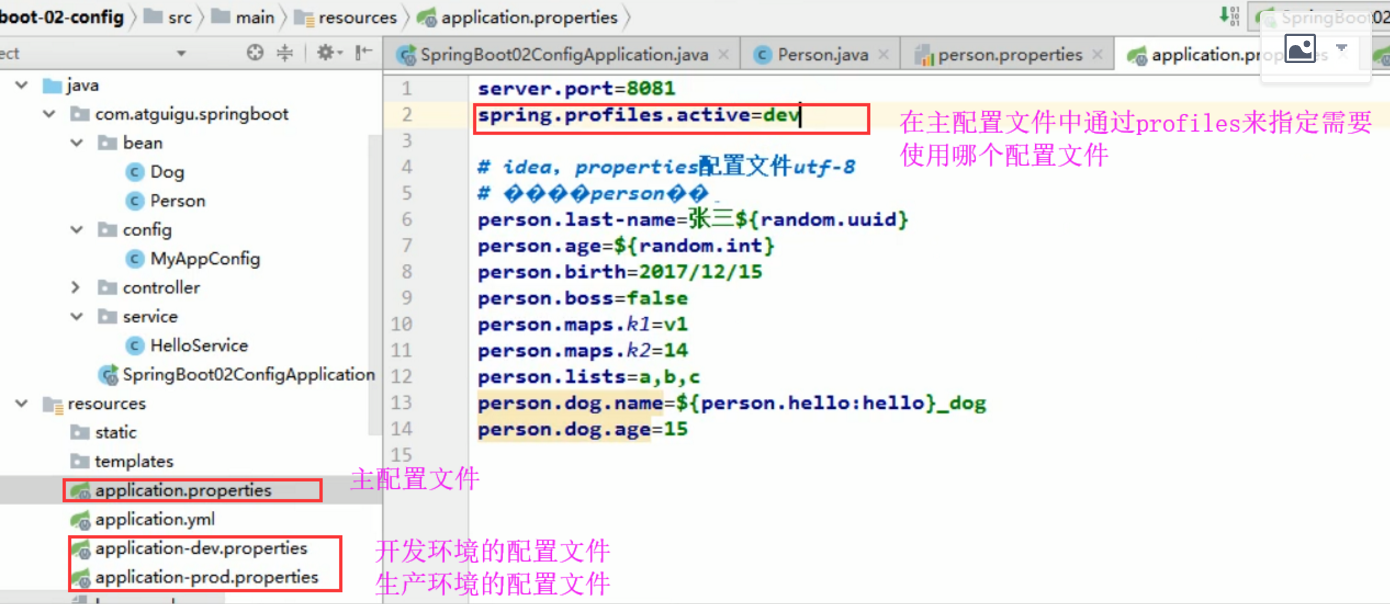 boot-02-config src main resources application.properties
SpringBoot02
ect
SpringBoot02ConfigApplication.java Person.java person.properties application.properties
java
com.atguigu.springboot
bean
Dog
Person
config
MyAppConfig
controller
service
HelloService
SpringBoot02ConfigApplication
resources
static
templates
application.properties
application.yml
application-dev.properties
application-prod.properties
1 server.port=8081
2 spring.profiles.active=dev
3
4 # idea，properties配置文件utf-8
5 # ����person��
6 person.last-name=张三${random.uuid}
7 person.age=${random.int}
8 person.birth=2017/12/15
9 person.boss=false
10 person.maps.k1=v1
11 person.maps.k2=14
12 person.lists=a,b,c
13 person.dog.name=${person.hello:hello}_dog
14 person.dog.age=15
15
在主配置文件中通过profiles来指定需要
使用哪个配置文件
主配置文件
开发环境的配置文件
生产环境的配置文件